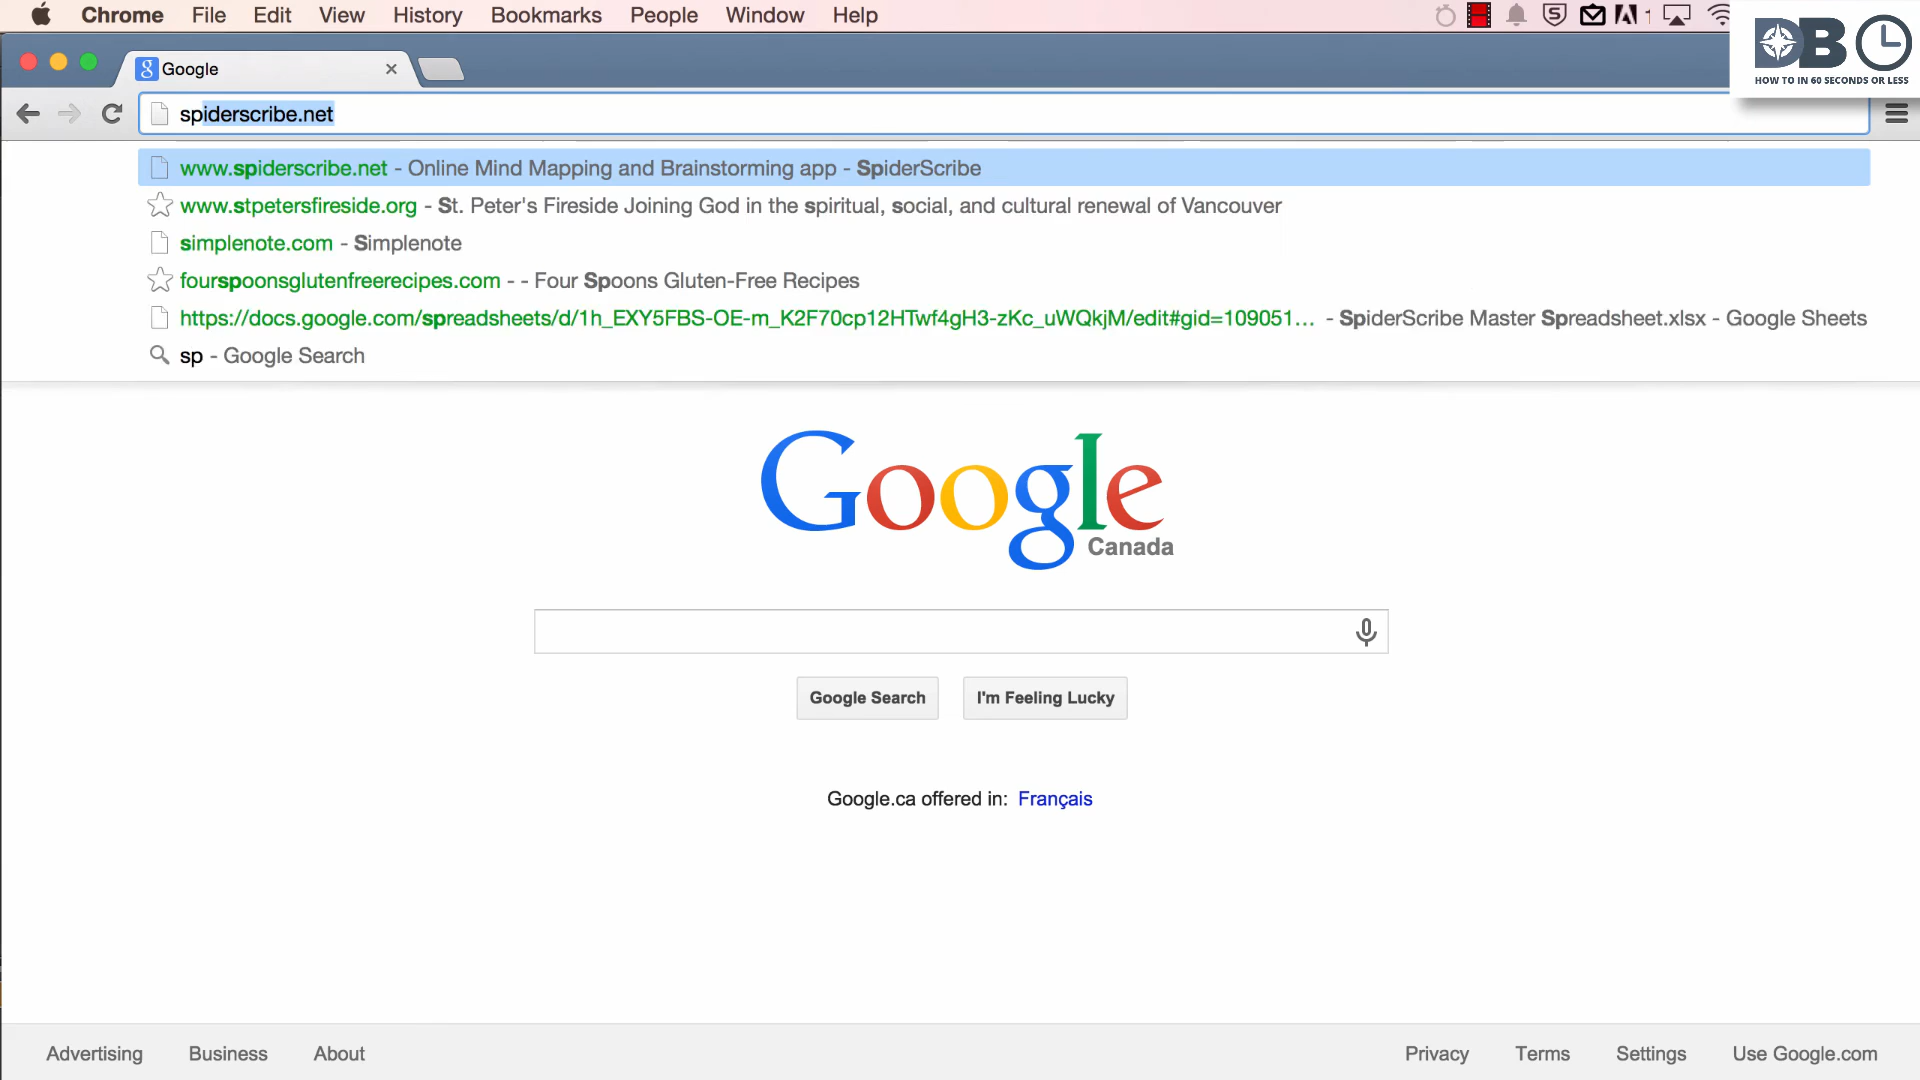 Chrome File Edit View History Bookmarks People Window Help
DB
HOW TO IN 60 SECONDS OR LESS
Google
spiderscribe.net
www.spiderscribe.net - Online Mind Mapping and Brainstorming app - SpiderScribe
www.stpetersfireside.org - St. Peter's Fireside Joining God in the spiritual, social, and cultural renewal of Vancouver
simplenote.com - Simplenote
fourspoonsglutenfreerecipes.com - - Four Spoons Gluten-Free Recipes
https://docs.google.com/spreadsheets/d/1h_EXY5FBS-OE-m_K2F70cp12HTwf4gH3-zKc_uWQkjM/edit#gid=109051... - SpiderScribe Master Spreadsheet.xlsx - Google Sheets
sp - Google Search
Google
Canada
Google Search I'm Feeling Lucky
Google.ca offered in: Français
Advertising Business About Privacy Terms Settings Use Google.com